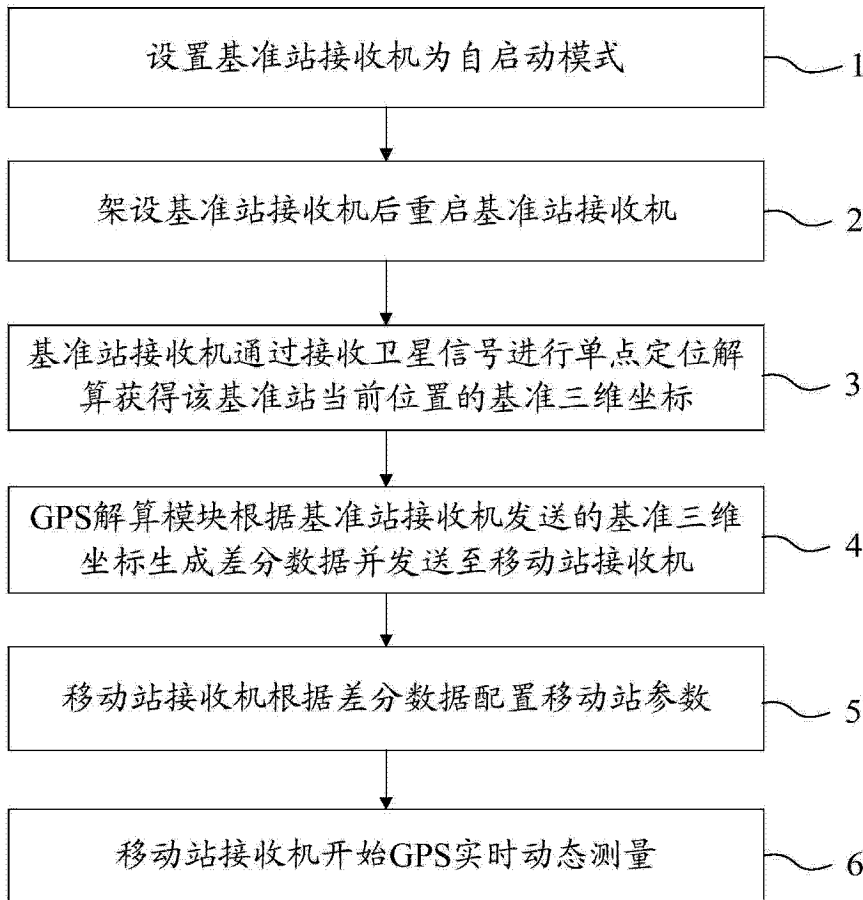 设置基准站接收机为自启动模式
1
架设基准站接收机后重启基准站接收机
2
基准站接收机通过接收卫星信号进行单点定位解
算获得该基准站当前位置的基准三维坐标
3
GPS解算模块根据基准站接收机发送的基准三维
坐标生成差分数据并发送至移动站接收机
4
移动站接收机根据差分数据配置移动站参数
5
移动站接收机开始GPS实时动态测量
6